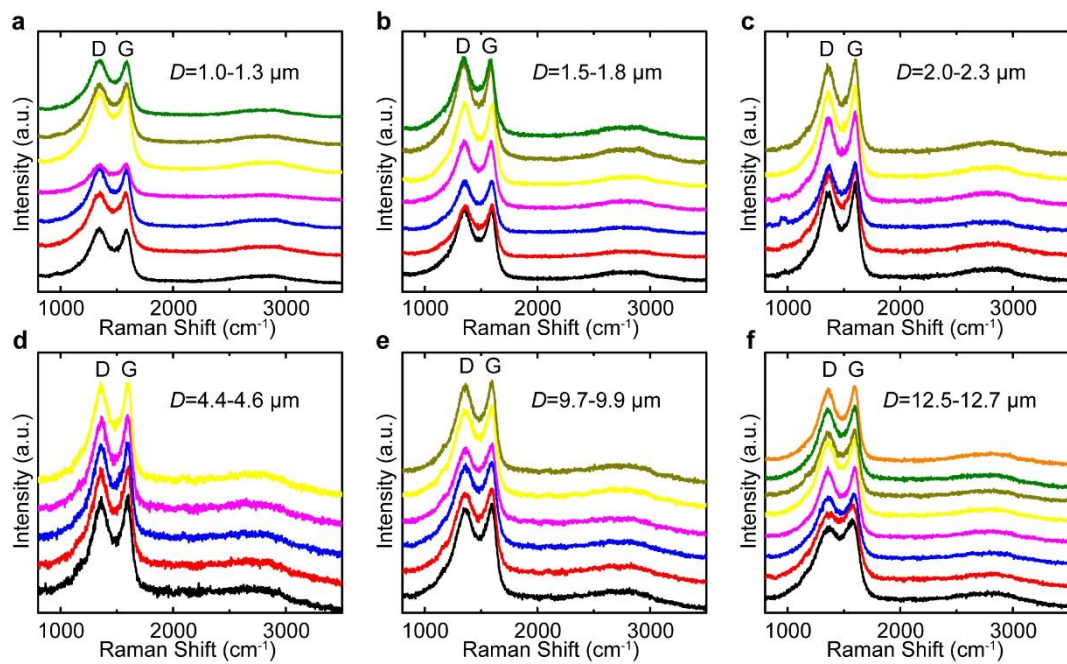 a
D G
D=1.0-1.3 μm
Intensity (a.u.)
1000 2000 3000
Raman Shift (cm⁻¹)
b
D G
D=1.5-1.8 μm
Intensity (a.u.)
1000 2000 3000
Raman Shift (cm⁻¹)
c
D G
D=2.0-2.3 μm
Intensity (a.u.)
1000 2000 3000
Raman Shift (cm⁻¹)
d
D G
D=4.4-4.6 μm
Intensity (a.u.)
1000 2000 3000
Raman Shift (cm⁻¹)
e
D G
D=9.7-9.9 μm
Intensity (a.u.)
1000 2000 3000
Raman Shift (cm⁻¹)
f
D G
D=12.5-12.7 μm
Intensity (a.u.)
1000 2000 3000
Raman Shift (cm⁻¹)